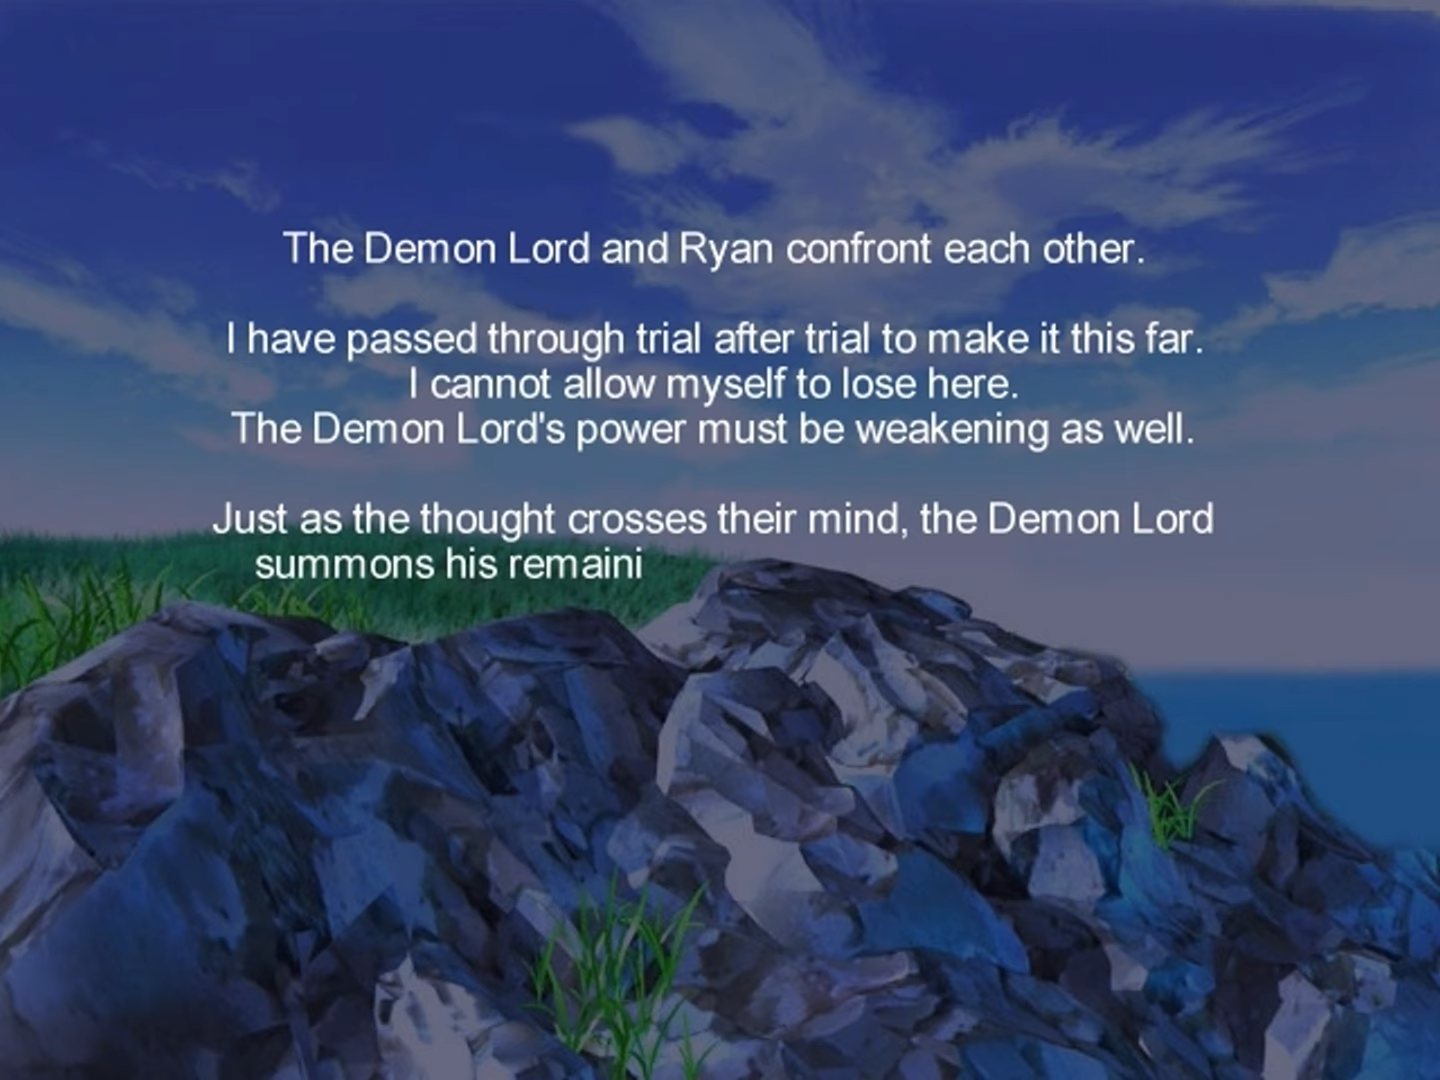 The Demon Lord and Ryan confront each other.
I have passed through trial after trial to make it this far.
I cannot allow myself to lose here.
The Demon Lord's power must be weakening as well.
Just as the thought crosses their mind, the Demon Lord
summons his remaini